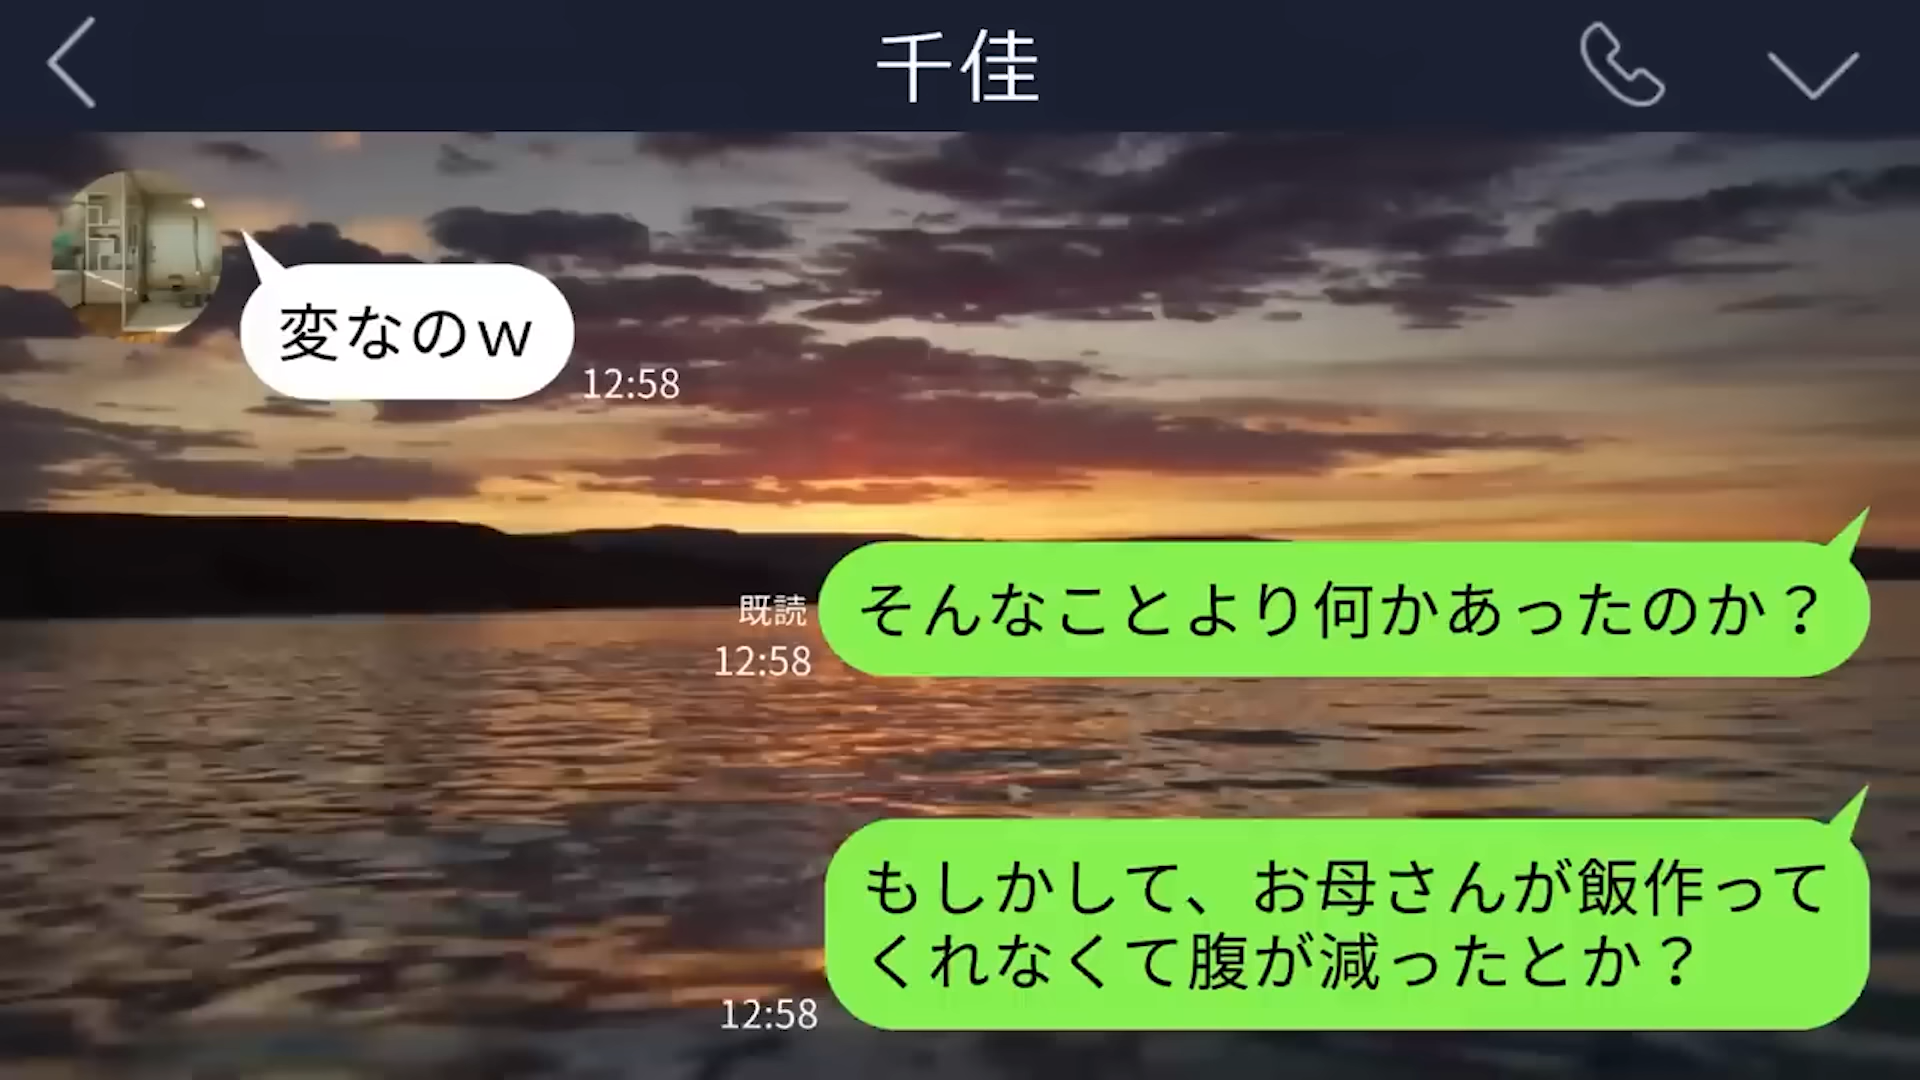 千佳
変なのｗ
12:58
そんなことより何かあったのか？
既読
12:58
もしかして、お母さんが飯作って
くれなくて腹が減ったとか？
12:58